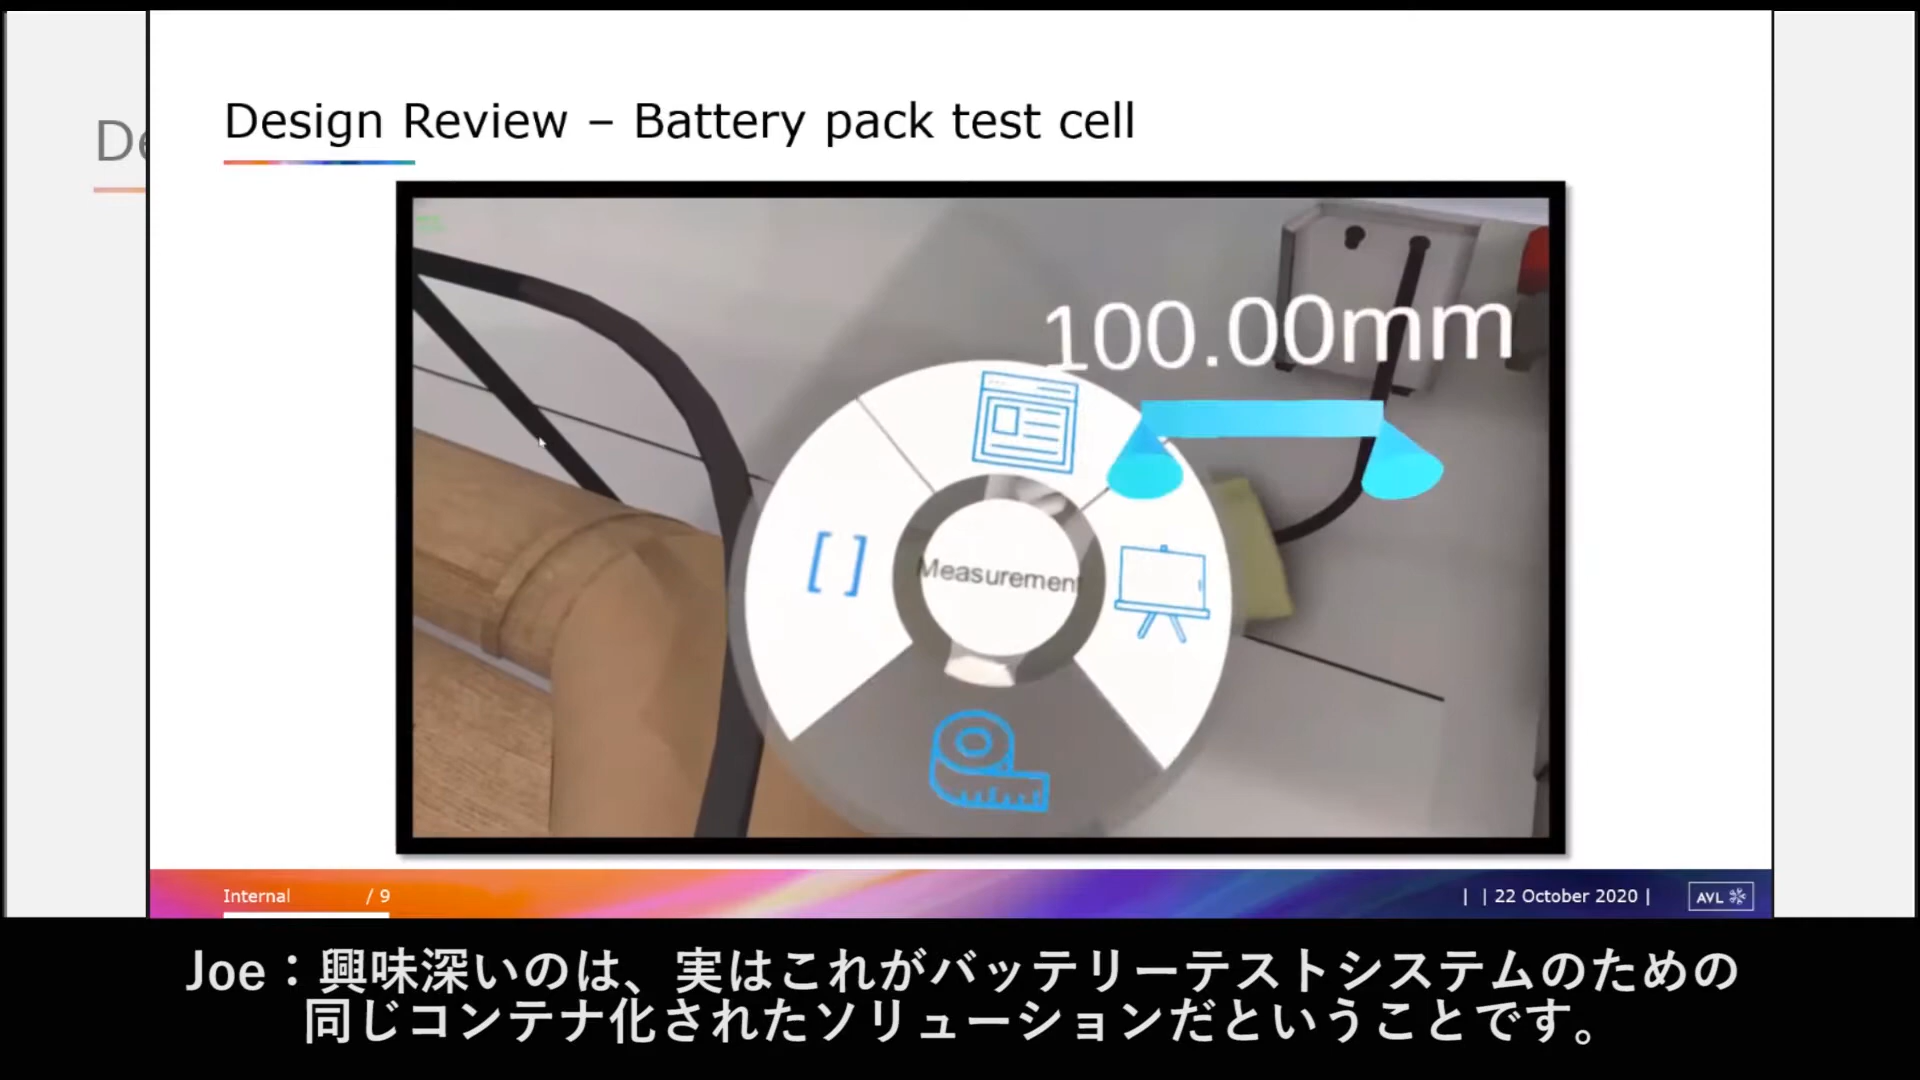 De
Design Review – Battery pack test cell
100.00mm
[ ]
Measurement
Internal / 9
| | 22 October 2020 |
AVL
Joe：興味深いのは、実はこれがバッテリーテストシステムのための
同じコンテナ化されたソリューションだということです。